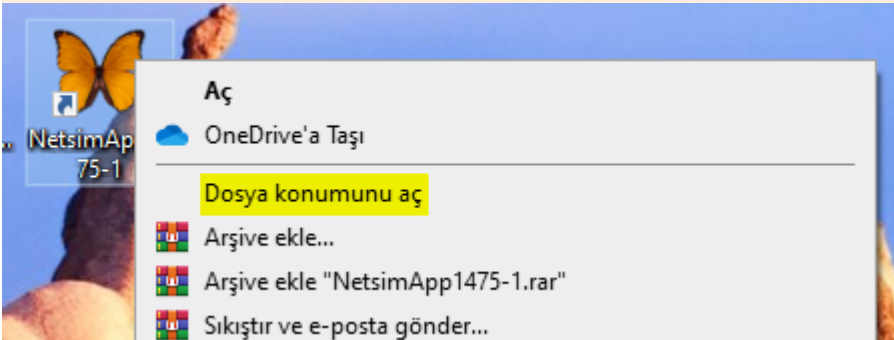 NetsimAp
75-1
Aç
OneDrive'a Taşı
Dosya konumunu aç
Arşive ekle...
Arşive ekle "NetsimApp1475-1.rar"
Sıkıştır ve e-posta gönder...